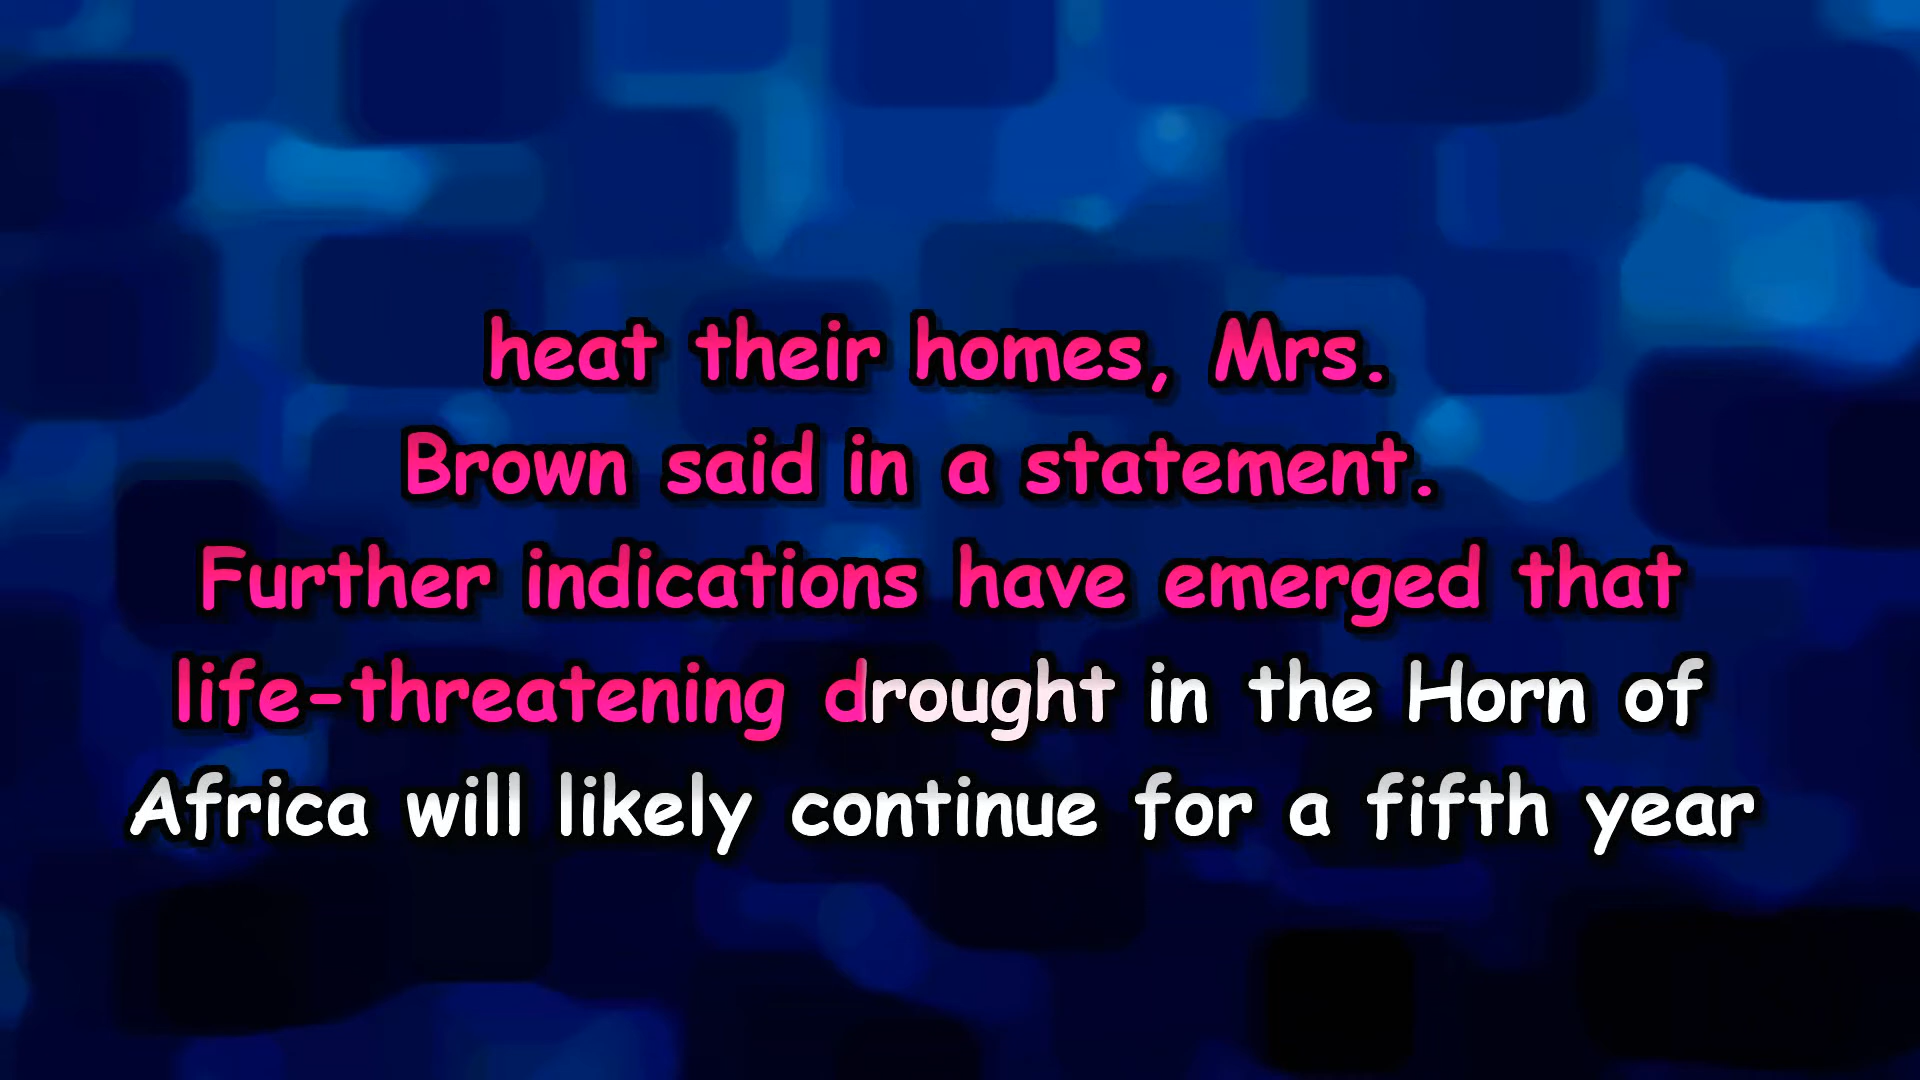 heat their homes, Mrs.
Brown said in a statement.
Further indications have emerged that
life-threatening drought in the Horn of
Africa will likely continue for a fifth year